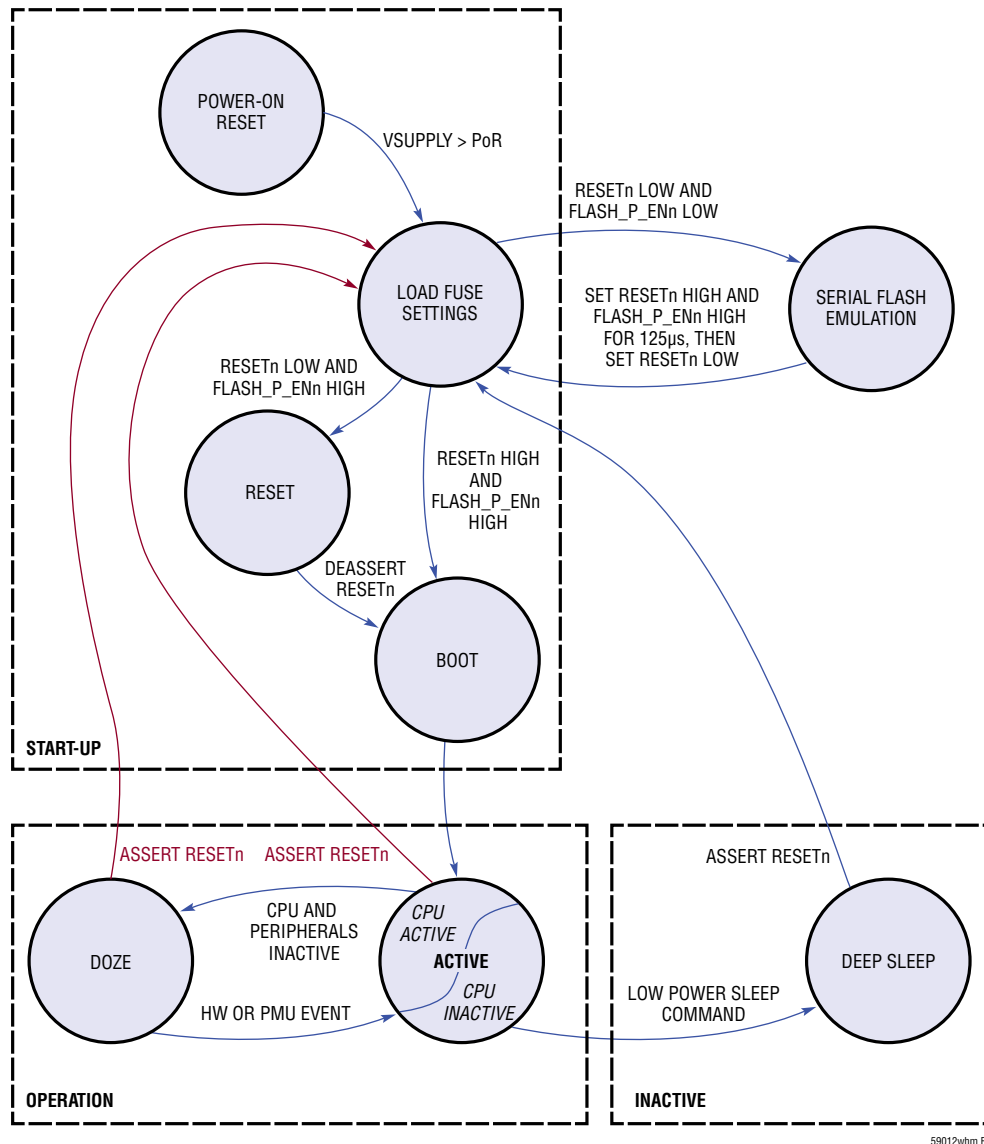 POWER-ON
RESET
VSUPPLY > PoR
RESETn LOW AND
FLASH_P_ENn LOW
LOAD FUSE
SETTINGS
SET RESETn HIGH AND
FLASH_P_ENn HIGH
FOR 125µs, THEN
SET RESETn LOW
SERIAL FLASH
EMULATION
RESETn LOW AND
FLASH_P_ENn HIGH
RESETn HIGH
AND
FLASH_P_ENn
HIGH
RESET
DEASSERT
RESETn
BOOT
START-UP
ASSERT RESETn
ASSERT RESETn
ASSERT RESETn
CPU AND
PERIPHERALS
INACTIVE
CPU
ACTIVE
ACTIVE
CPU
INACTIVE
DOZE
HW OR PMU EVENT
LOW POWER SLEEP
COMMAND
DEEP SLEEP
OPERATION
INACTIVE